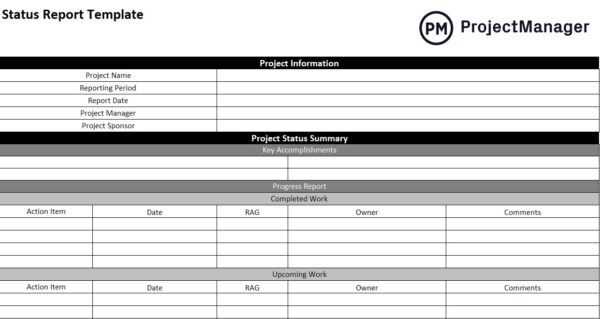 Status Report Template
PM ProjectManager
Project Information
Project Name
Reporting Period
Report Date
Project Manager
Project Sponsor
Project Status Summary
Key Accomplishments
Progress Report
Completed Work
Action Item Date RAG Owner Comments
Upcoming Work
Action Item Date RAG Owner Comments